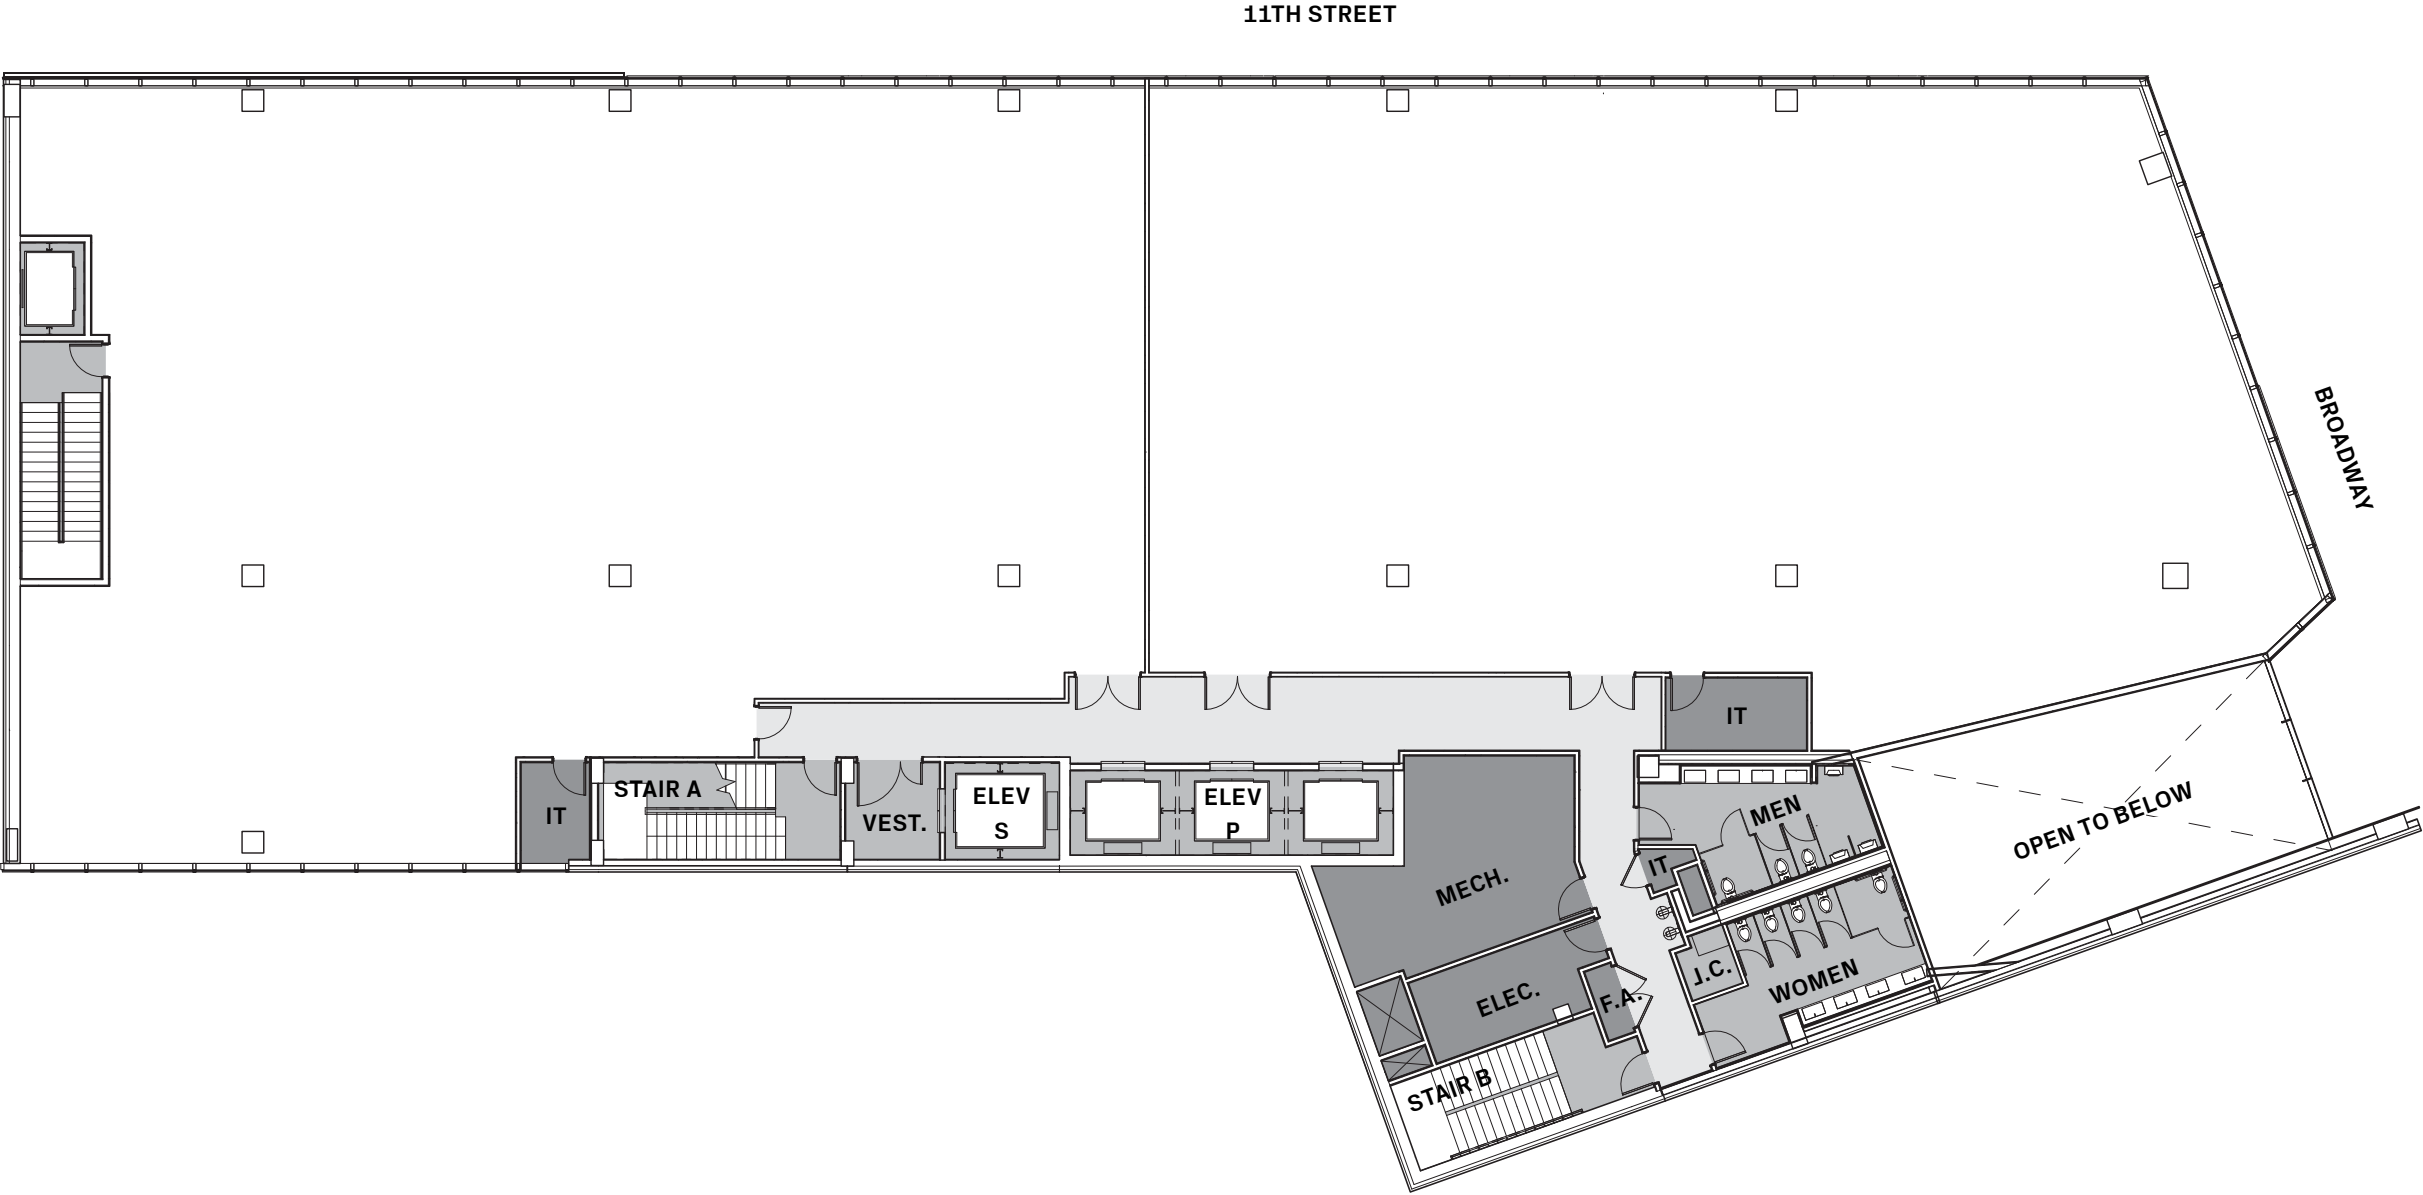 11TH STREET
BROADWAY
IT
STAIR A
IT
VEST.
ELEV
S
ELEV
P
MEN
OPEN TO BELOW
MECH.
IT
J.C.
WOMEN
ELEC.
F.A.
STAIR B